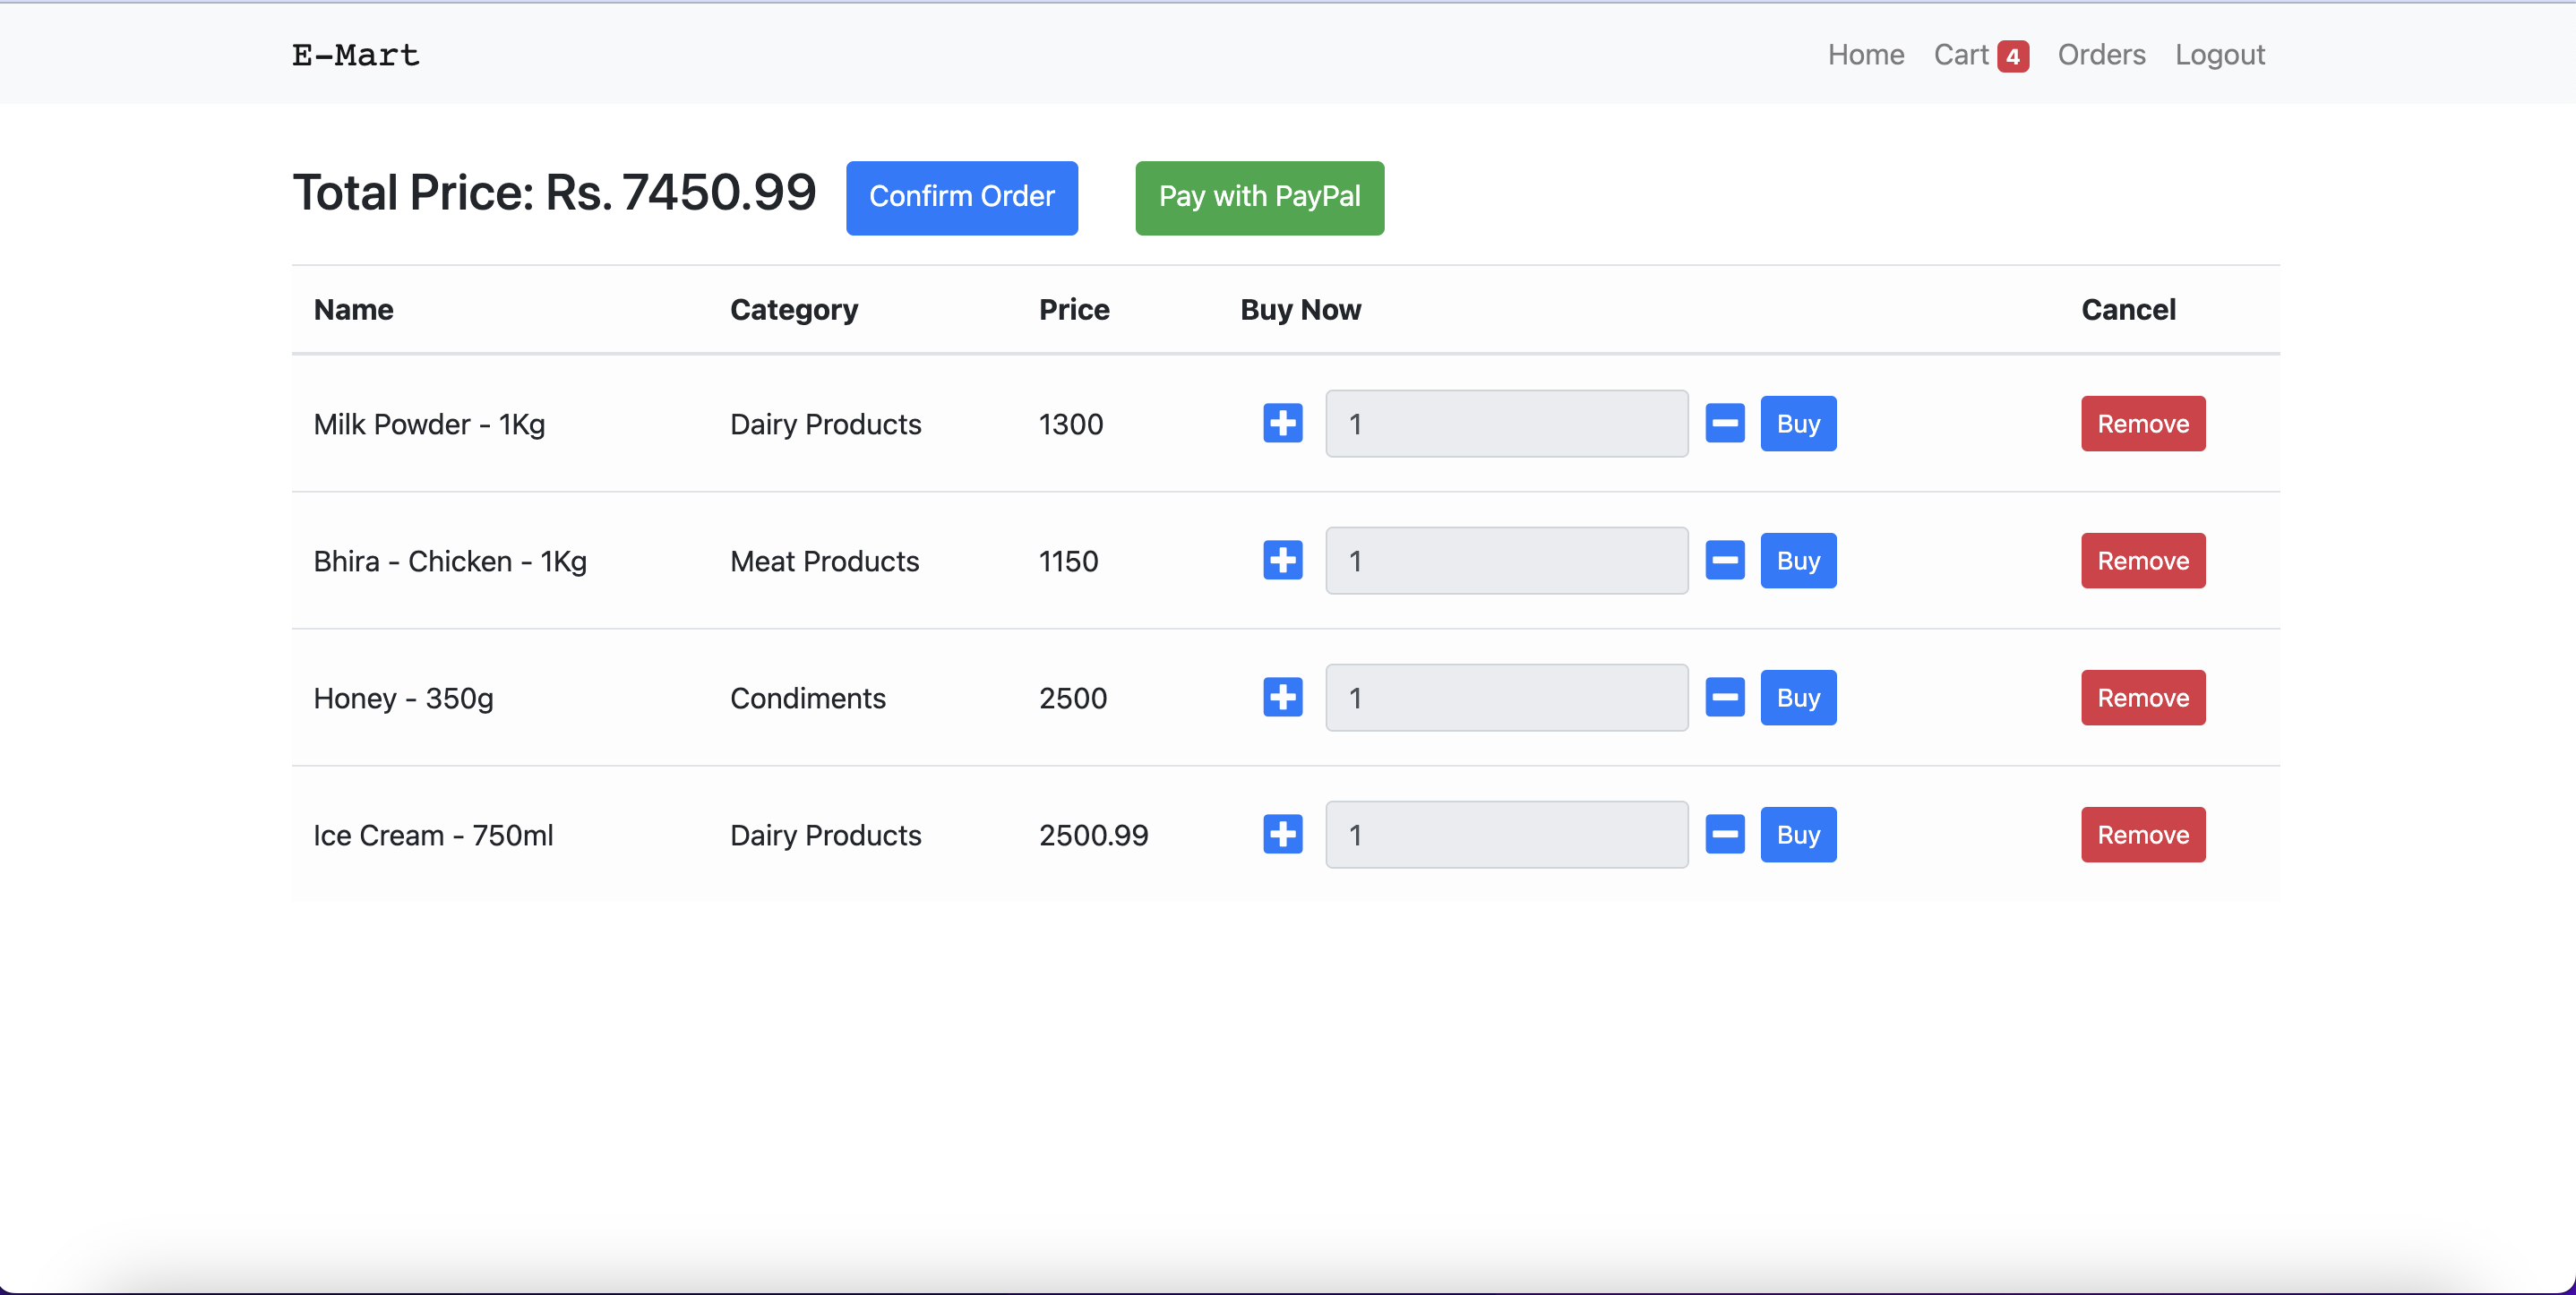 E-Mart Home Cart 4 Orders Logout
Total Price: Rs. 7450.99 Confirm Order Pay with PayPal
Name Category Price Buy Now Cancel
Milk Powder - 1Kg Dairy Products 1300 1 Buy Remove
Bhira - Chicken - 1Kg Meat Products 1150 1 Buy Remove
Honey - 350g Condiments 2500 1 Buy Remove
Ice Cream - 750ml Dairy Products 2500.99 1 Buy Remove